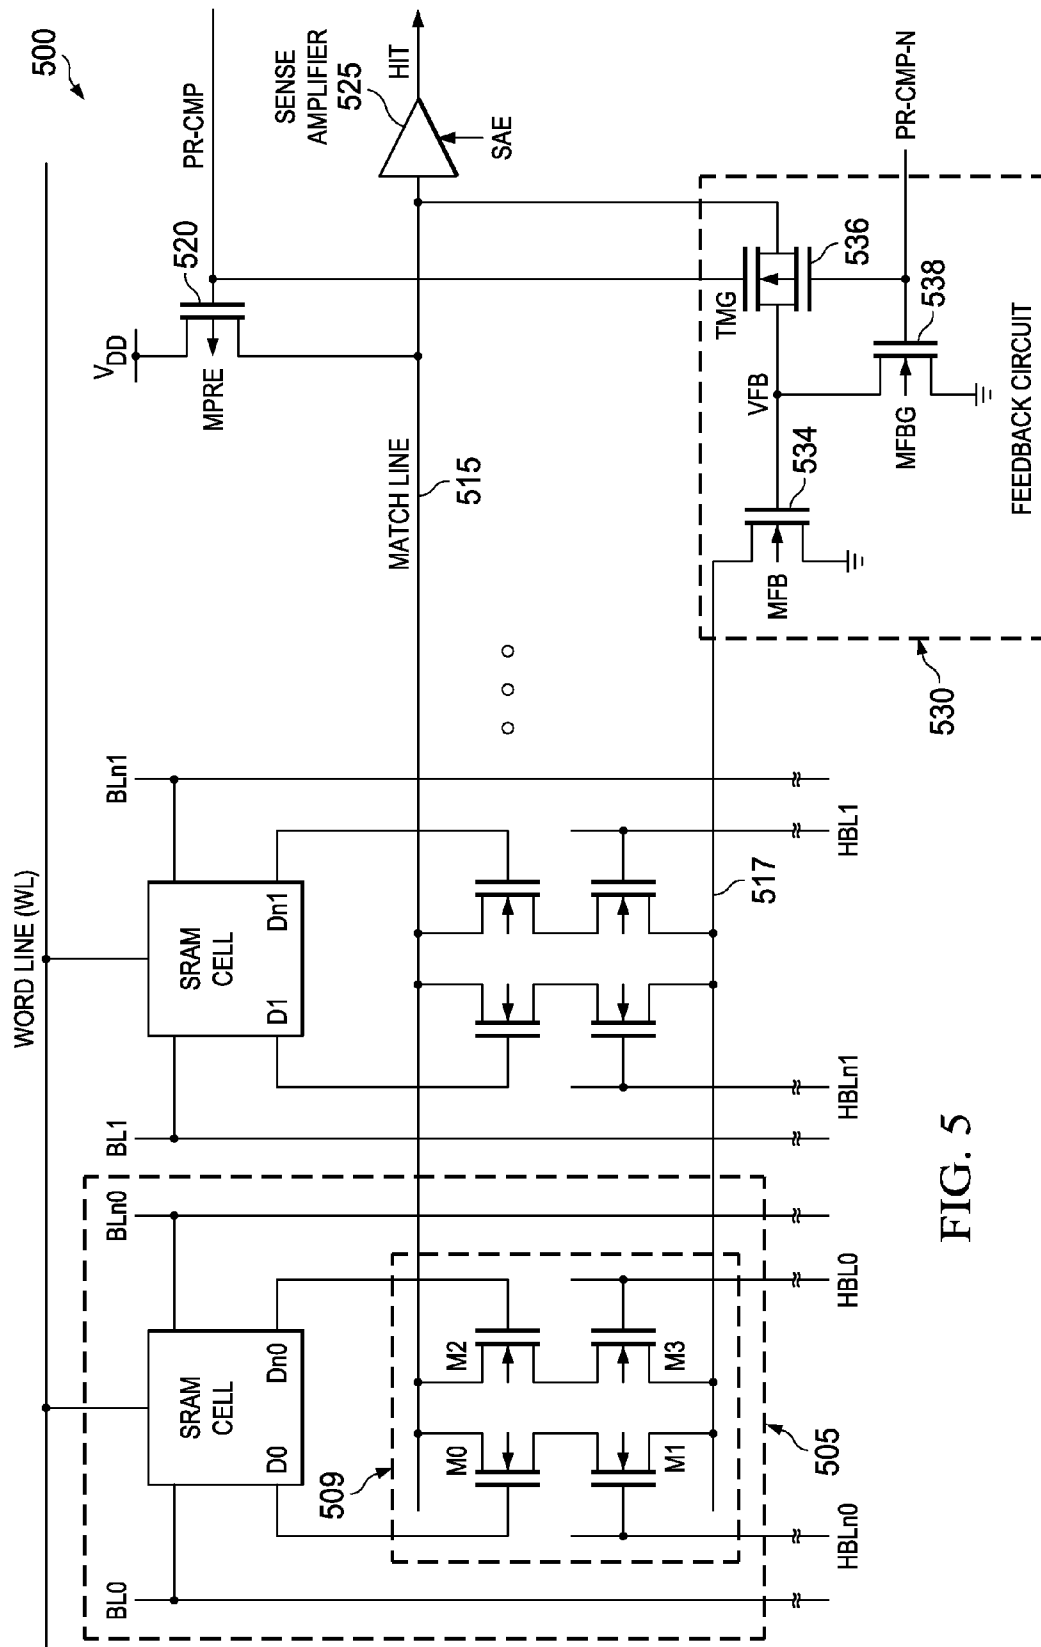 500
WORD LINE (WL)
PR-CMP
V_DD
520
MPRE
SENSE
AMPLIFIER
525
HIT
SAE
MATCH LINE
515
BL0
BLn0
BL1
BLn1
SRAM
CELL
D0
Dn0
SRAM
CELL
D1
Dn1
509
M0
M2
M1
M3
505
HBLn0
HBL0
HBLn1
HBL1
517
530
TMG
536
VFB
534
MFB
538
MFBG
PR-CMP-N
FEEDBACK CIRCUIT
FIG. 5